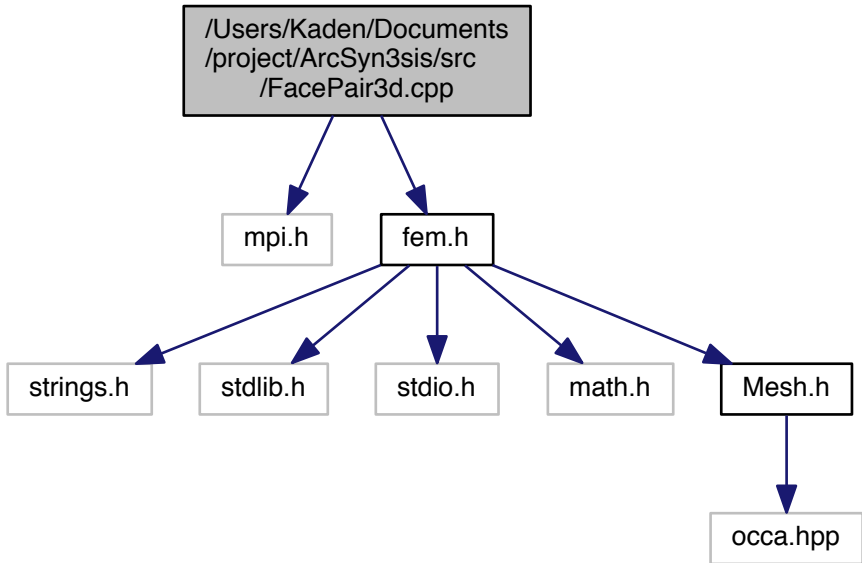 /Users/Kaden/Documents
/project/ArcSyn3sis/src
/FacePair3d.cpp
mpi.h
fem.h
strings.h
stdlib.h
stdio.h
math.h
Mesh.h
occa.hpp